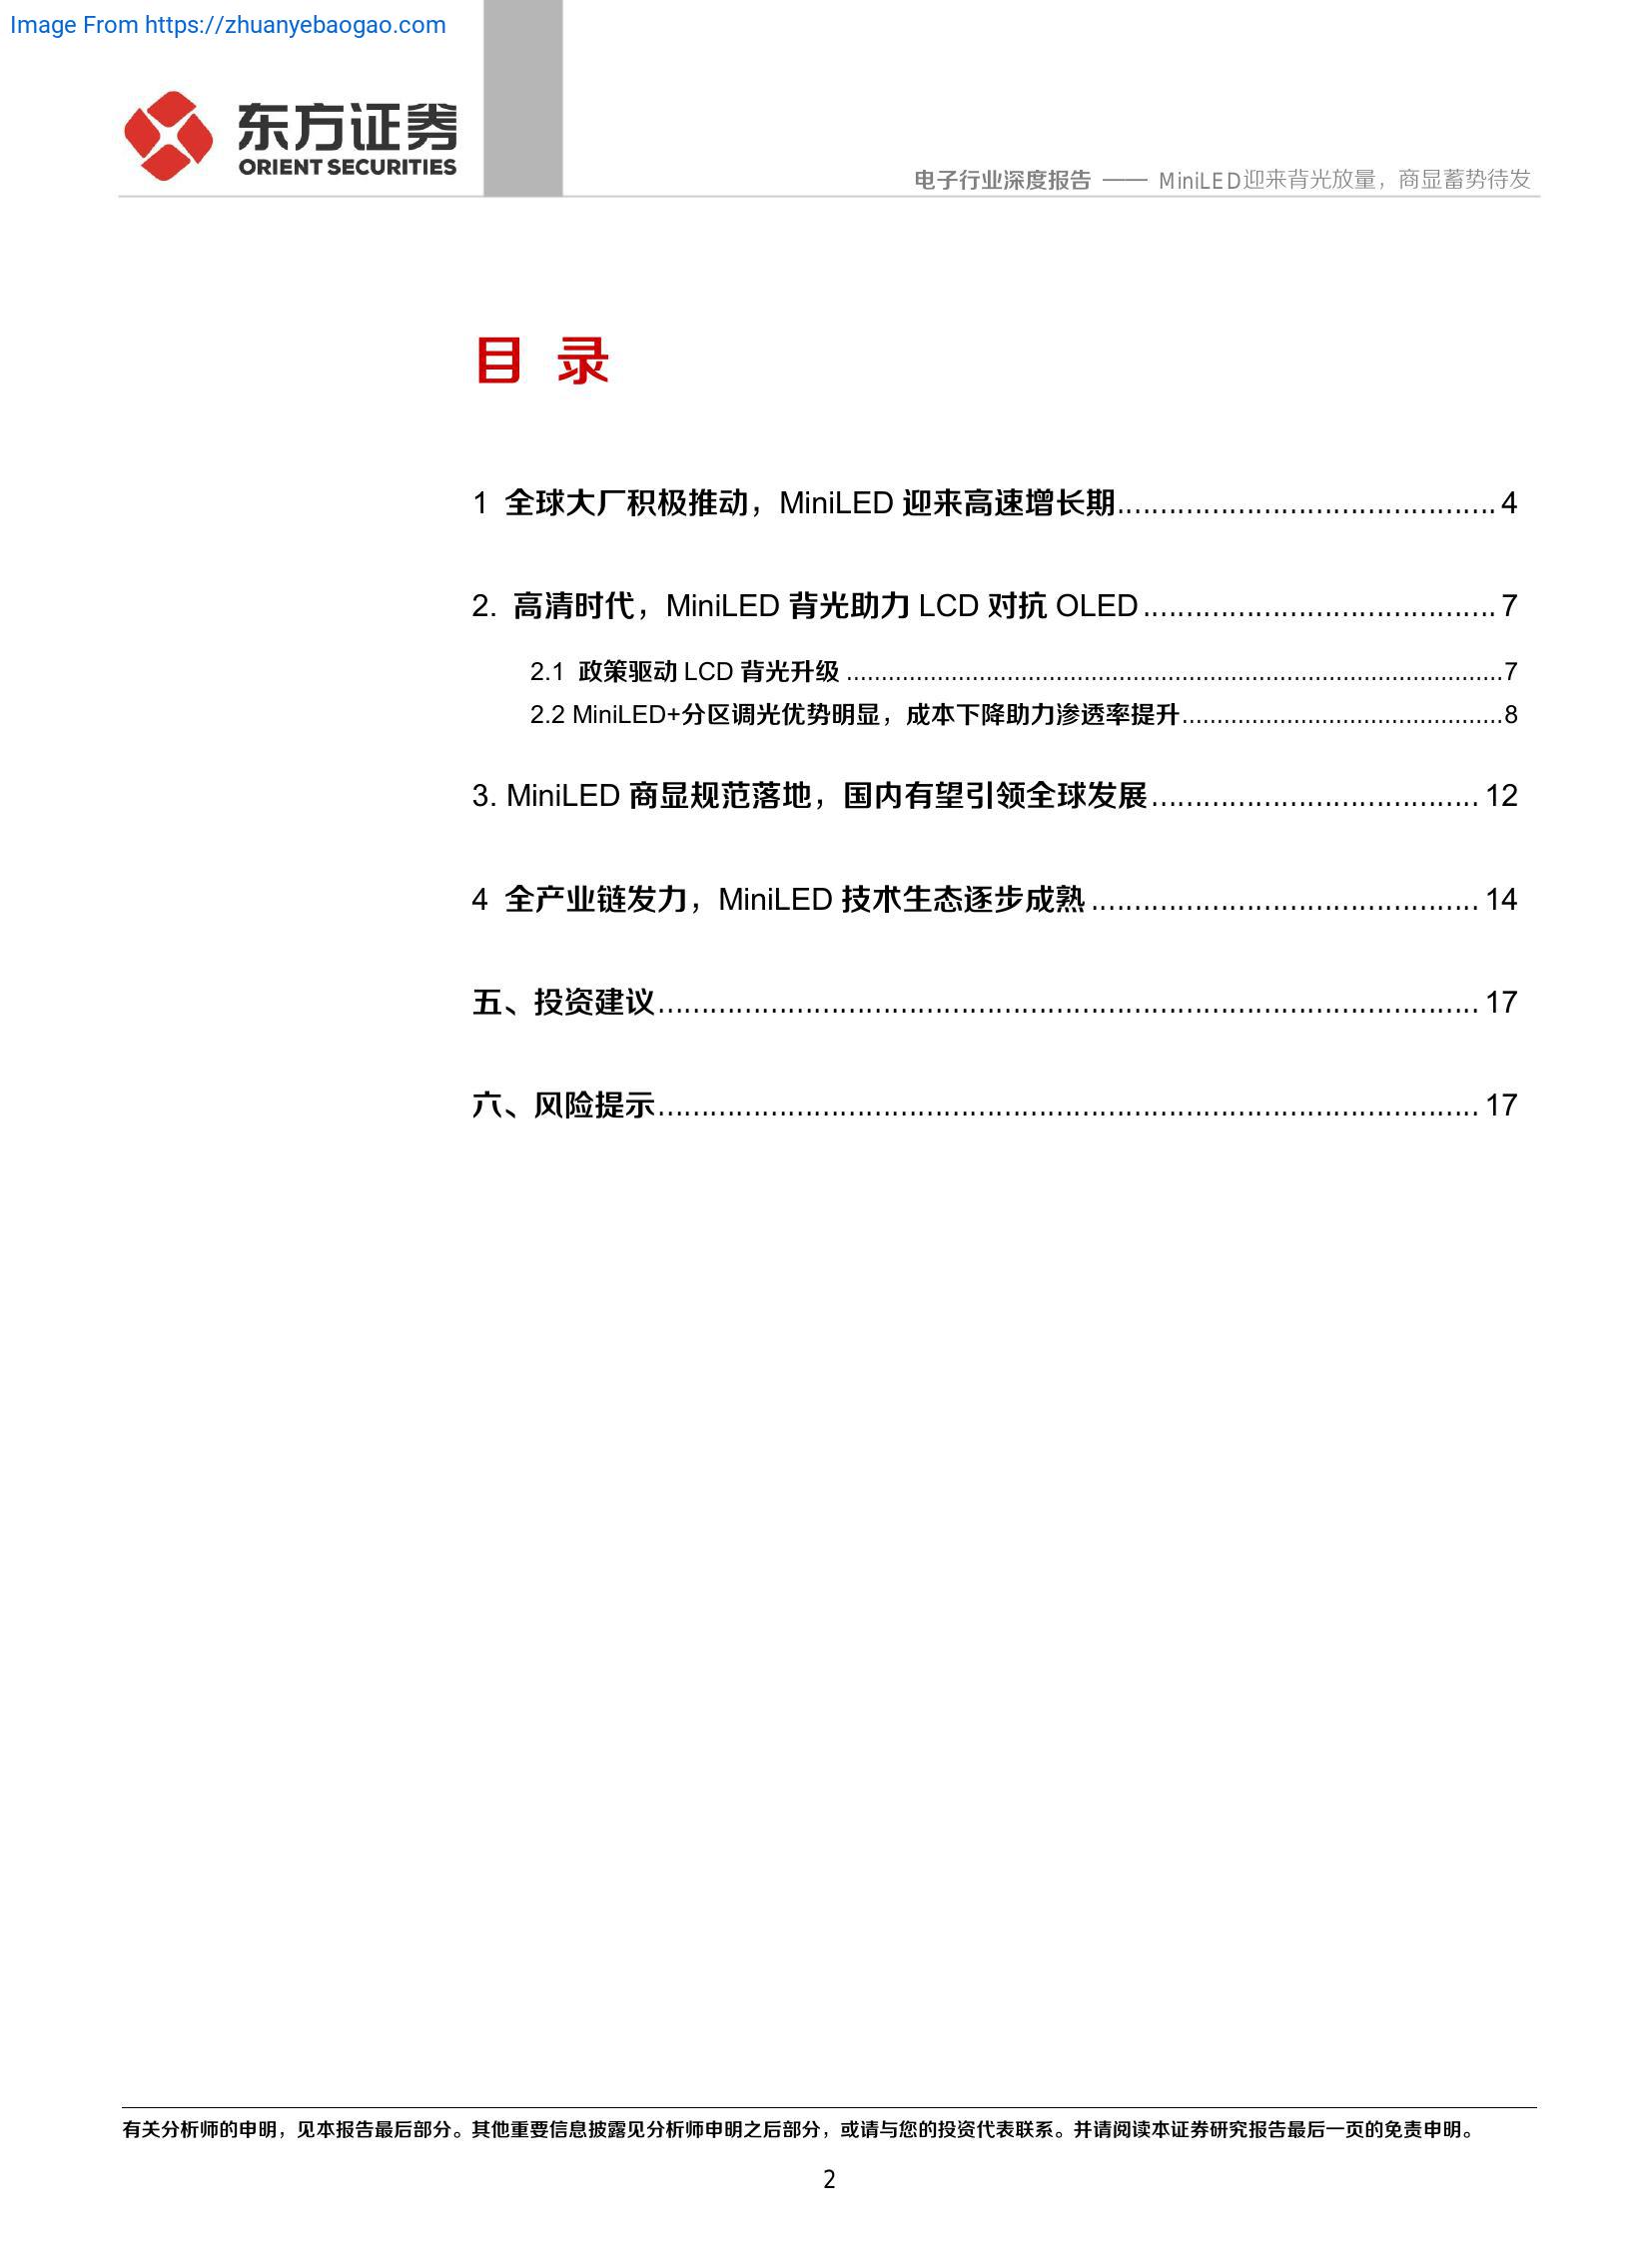 Image From https://zhuanyebaogao.com
东方证券
ORIENT SECURITIES
电子行业深度报告 —— MiniLED迎来背光放量，商显蓄势待发
目 录
1 全球大厂积极推动，MiniLED 迎来高速增长期............................................ 4
2. 高清时代，MiniLED 背光助力 LCD 对抗 OLED......................................... 7
2.1 政策驱动 LCD 背光升级 ..............................................................................................7
2.2 MiniLED+分区调光优势明显，成本下降助力渗透率提升..............................................8
3. MiniLED 商显规范落地，国内有望引领全球发展...................................... 12
4 全产业链发力，MiniLED 技术生态逐步成熟............................................. 14
五、投资建议............................................................................................... 17
六、风险提示............................................................................................... 17
有关分析师的申明，见本报告最后部分。其他重要信息披露见分析师申明之后部分，或请与您的投资代表联系。并请阅读本证券研究报告最后一页的免责申明。
2